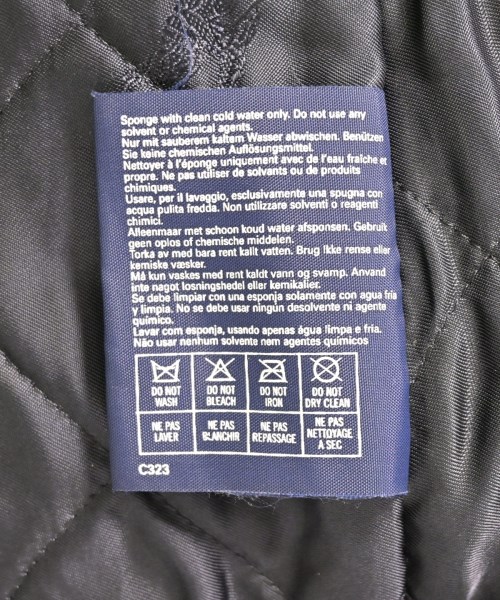 Sponge with clean cold water only. Do not use any
solvent or chemical agents.
Nur mit sauberem kaltem Wasser abwischen. Benützen
Sie keine chemischen Auflösungsmittel.
Nettoyer à l'éponge uniquement avec de l'eau fraîche et
propre. Ne pas utiliser de solvants ou de produits
chimiques.
Usare, per il lavaggio, esclusivamente una spugna con
acqua pulita fredda. Non utilizzare solventi o reagenti
chimici.
Alleenmaar met schoon koud water afsponsen. Gebruik
geen oplos of chemische middelen.
Torka av med bara rent kallt vatten. Brug ikke rense eller
kemiske væsker.
Må kun vaskes med rent kaldt vann og svamp. Anvand
inte nagot losningshedel eller kemikalier.
Se debe limpiar con una esponja solamente con agua fría
y limpia. No se debe usar ningún desolvente ni agente
químico.
Lavar com esponja, usando apenas água limpa e fria.
Não usar nenhum solvente nem agentes químicos
DO NOT WASH
DO NOT BLEACH
DO NOT IRON
DO NOT DRY CLEAN
NE PAS LAVER
NE PAS BLANCHIR
NE PAS REPASSAGE
NE PAS NETTOYAGE A SEC
C323